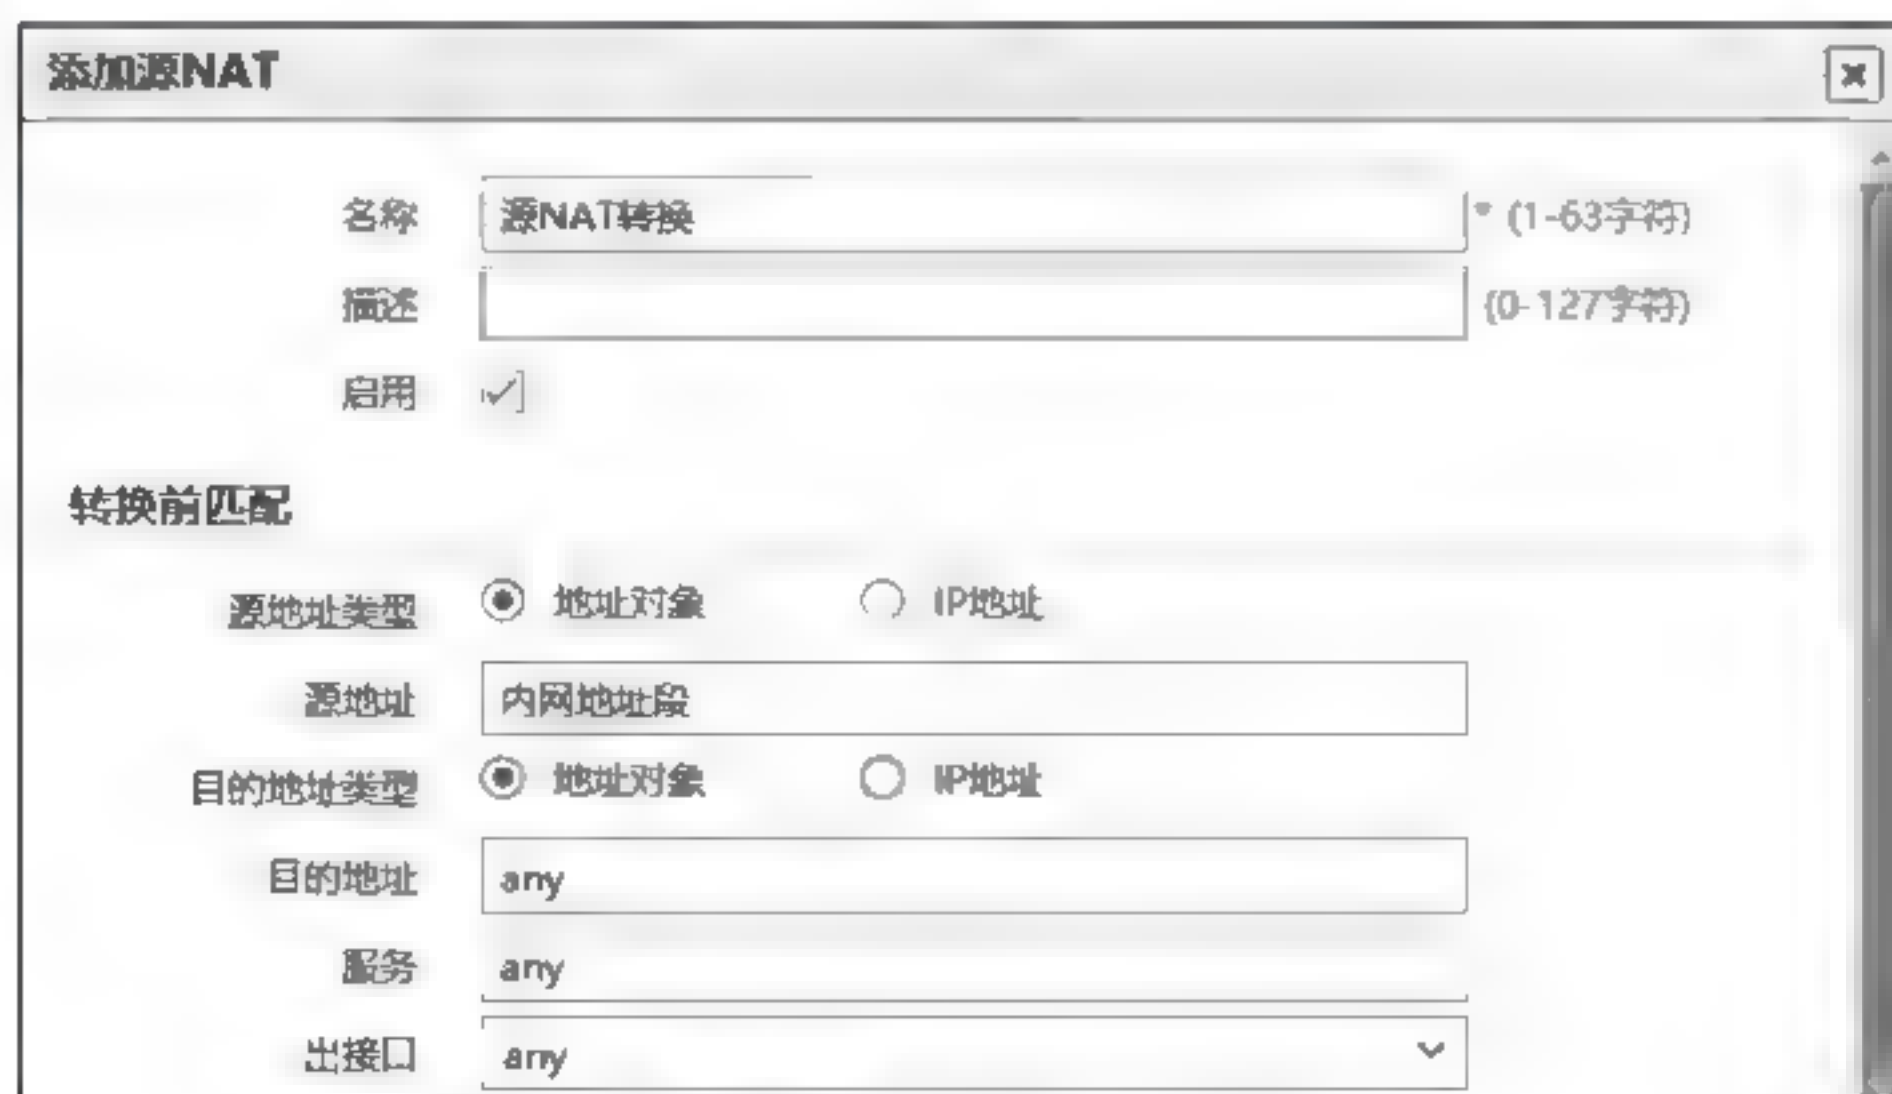 添加源NAT
名称 源NAT转换 * (1-63字符)
描述 (0-127字符)
启用
转换前匹配
源地址类型 地址对象 IP地址
源地址 内网地址段
目的地址类型 地址对象 IP地址
目的地址 any
服务 any
出接口 any